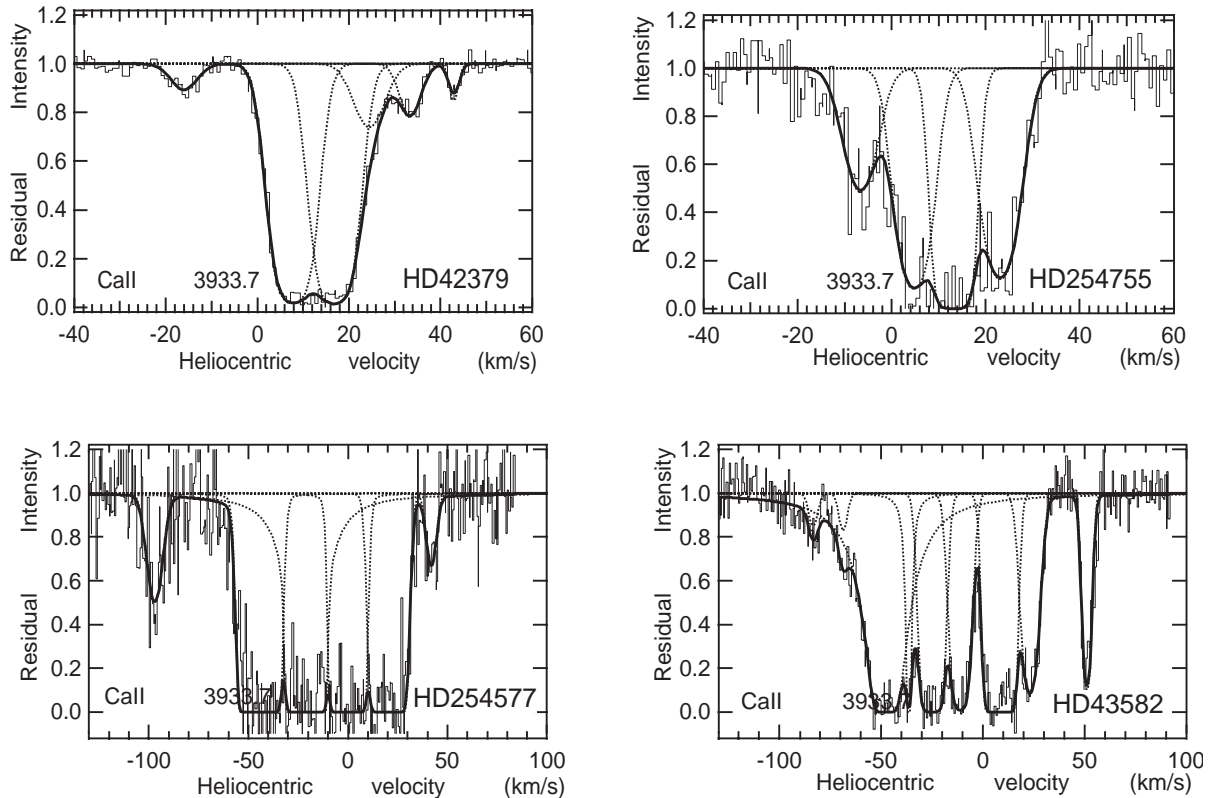 1.2
1.0
0.8
0.6
0.4
0.2
0.0
Residual Intensity
CaII 3933.7 HD42379
-40 -20 0 20 40 60
Heliocentric velocity (km/s)
1.2
1.0
0.8
0.6
0.4
0.2
0.0
Residual Intensity
CaII 3933.7 HD254755
-40 -20 0 20 40 60
Heliocentric velocity (km/s)
1.2
1.0
0.8
0.6
0.4
0.2
0.0
Residual Intensity
CaII 3933.7 HD254577
-100 -50 0 50 100
Heliocentric velocity (km/s)
1.2
1.0
0.8
0.6
0.4
0.2
0.0
Residual Intensity
CaII 3933.7 HD43582
-100 -50 0 50 100
Heliocentric velocity (km/s)